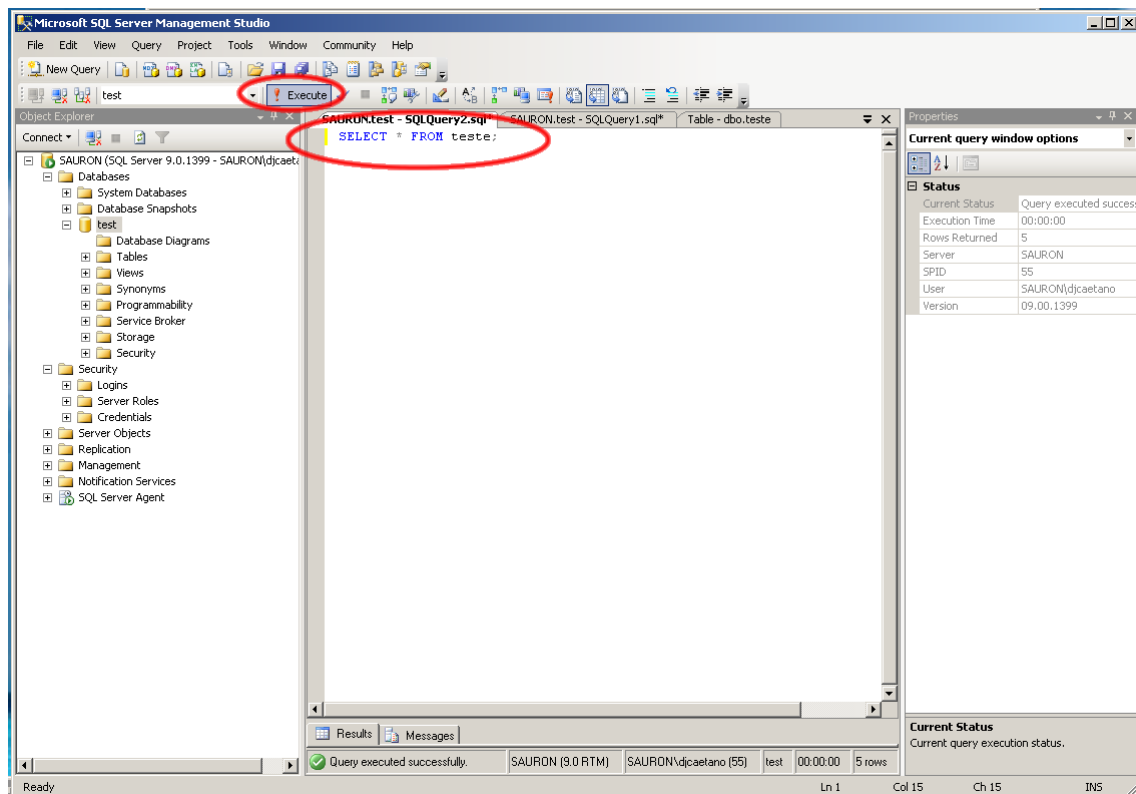 Microsoft SQL Server Management Studio
File Edit View Query Project Tools Window Community Help
New Query
test Execute
Object Explorer
Connect
SAURON (SQL Server 9.0.1399 - SAURON\djcaeta
Databases
System Databases
Database Snapshots
test
Database Diagrams
Tables
Views
Synonyms
Programmability
Service Broker
Storage
Security
Security
Logins
Server Roles
Credentials
Server Objects
Replication
Management
Notification Services
SQL Server Agent
SAURON.test - SQLQuery2.sql* SAURON.test - SQLQuery1.sql* Table - dbo.teste
SELECT * FROM teste;
Results Messages
Query executed successfully. SAURON (9.0 RTM) SAURON\djcaetano (55) test 00:00:00 5 rows
Properties
Current query window options
Status
Current Status Query executed succes
Execution Time 00:00:00
Rows Returned 5
Server SAURON
SPID 55
User SAURON\djcaetano
Version 09.00.1399
Current Status
Current query execution status.
Ready Ln 1 Col 15 Ch 15 INS